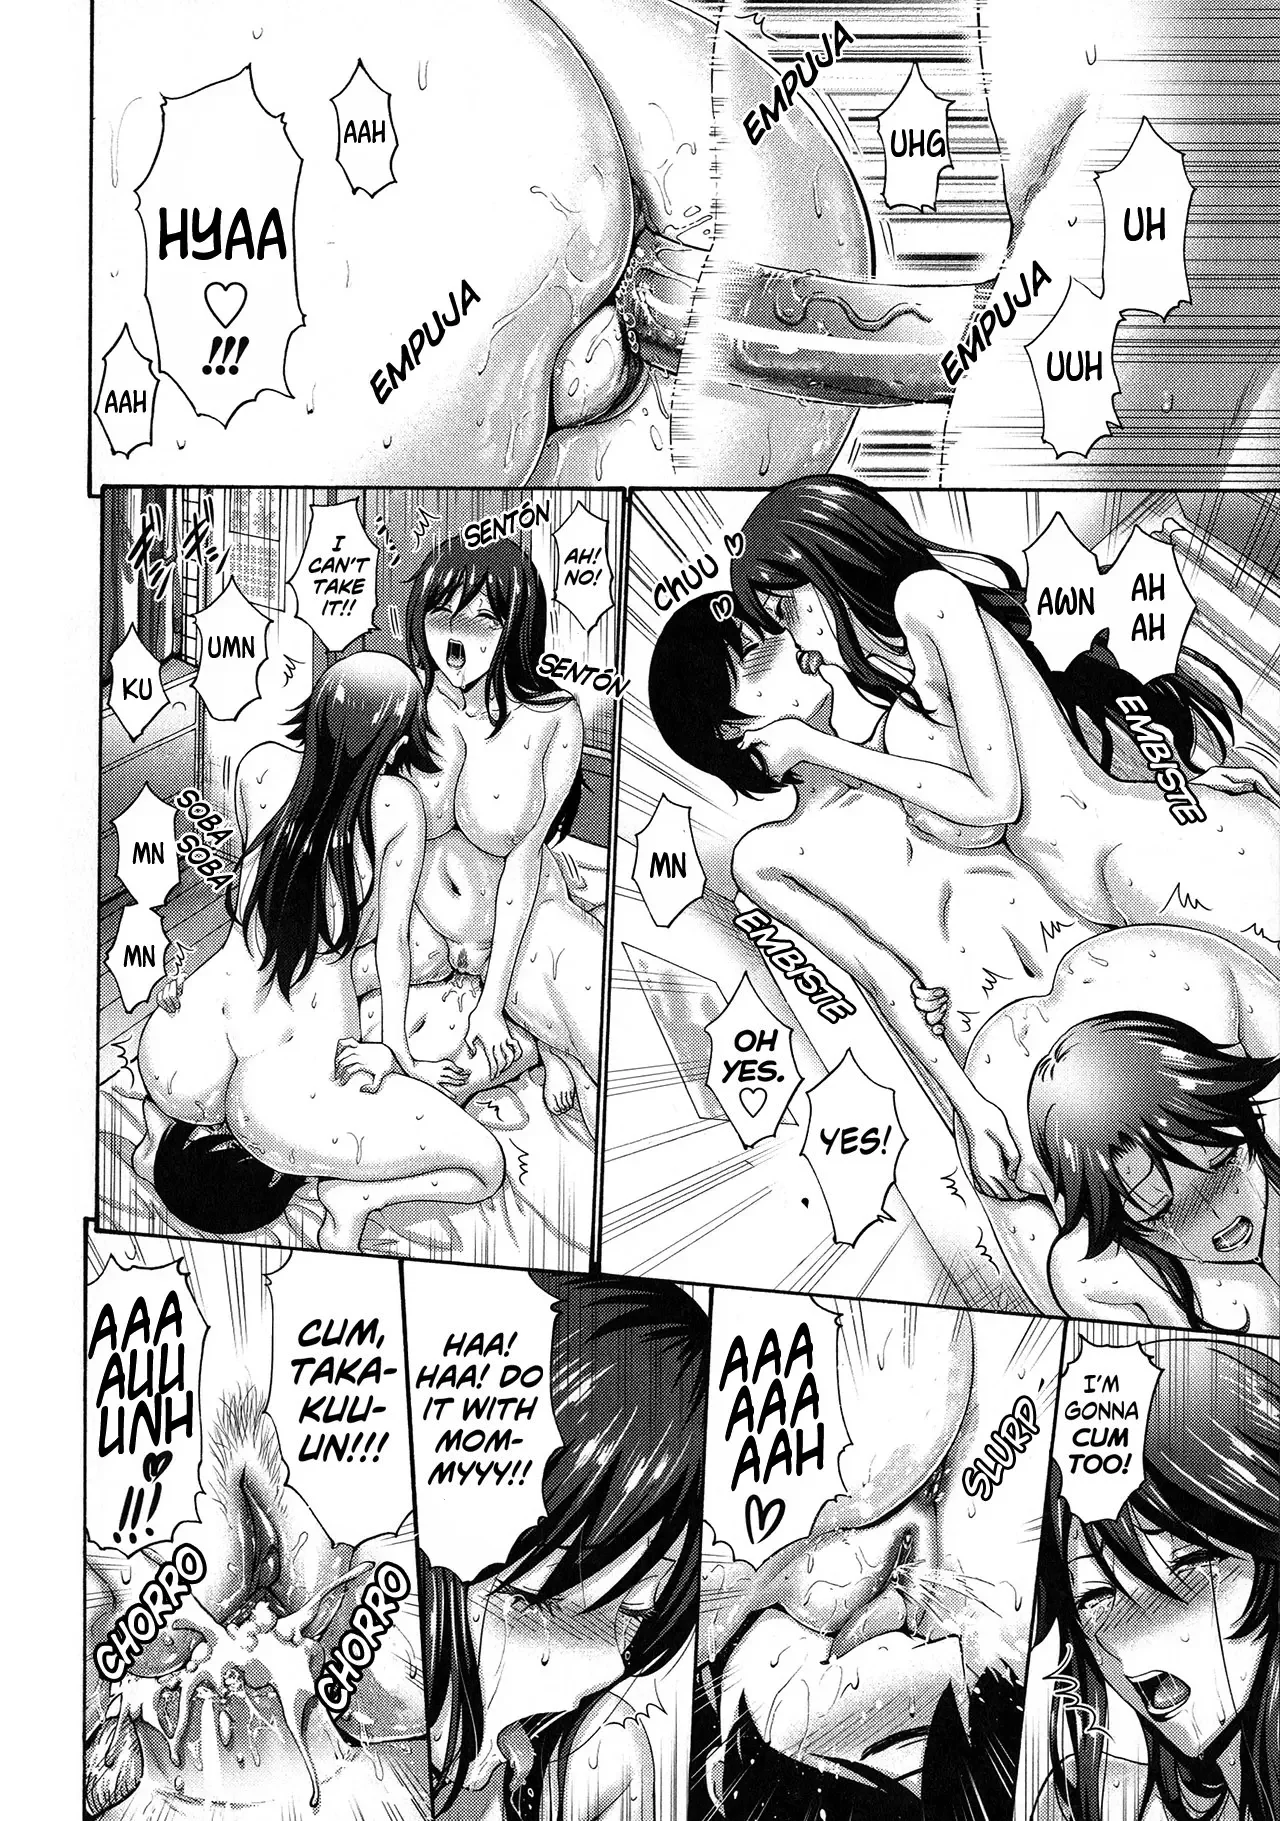 EMPUJA
AAH
UHG
UH
HYAA
♡
!!!
EMPUJA
EMPUJA
UUH
AAH
SENTÓN
I
CAN'T
TAKE
IT!!
AH!
NO!
UMN
KU
SENTÓN
SOBA
SOBA
MN
MN
CHUU ♡
♡
AH
AH
AWN
EMBISTE
MN
EMBISTE
OH
YES.
♡
YES!
AAA
AUU
UNH
♡
!!!
CUM,
TAKA-
KUU-
UN!!!
CHORRO
CHORRO
HAA!
HAA! DO
IT WITH
MOM-
MYYY!!
AAA
AAA
AAH
♡
SLURP
I'M
GONNA
CUM
TOO!